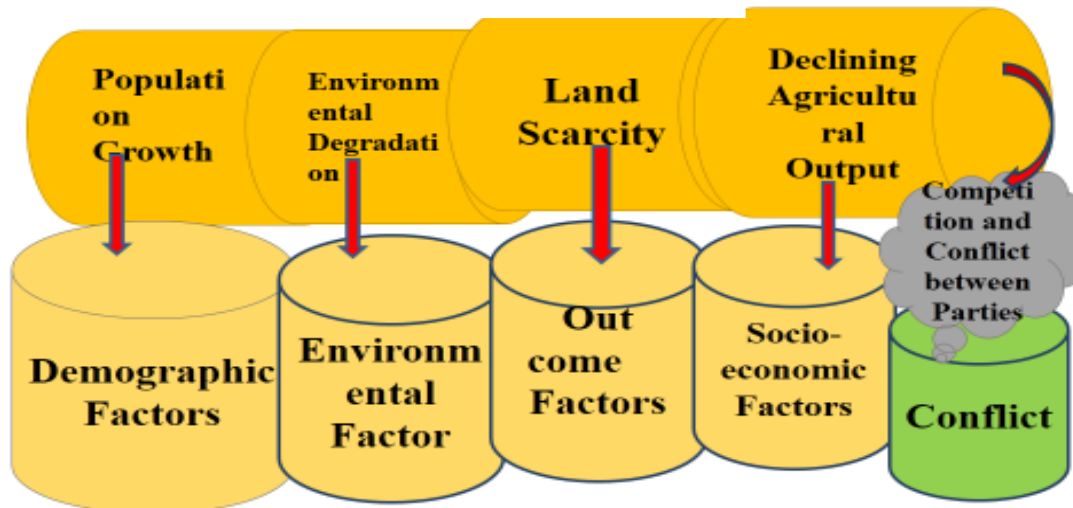 Populati
on
Growth
Environm
ental
Degradati
on
Land
Scarcity
Declining
Agricultu
ral
Output
Competi
tion and
Conflict
between
Parties
Demographic
Factors
Environm
ental
Factor
Out
come
Factors
Socio-
economic
Factors
Conflict